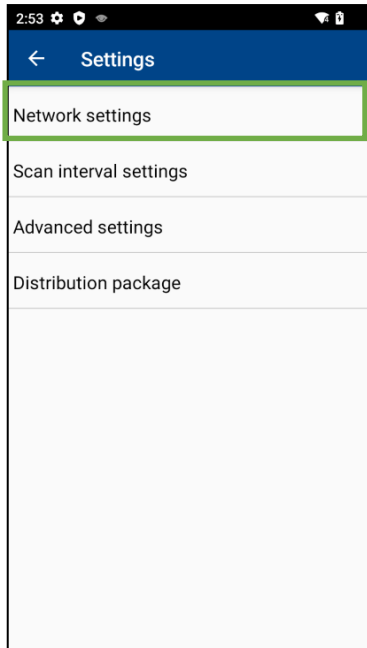 2:53
Settings
Network settings
Scan interval settings
Advanced settings
Distribution package